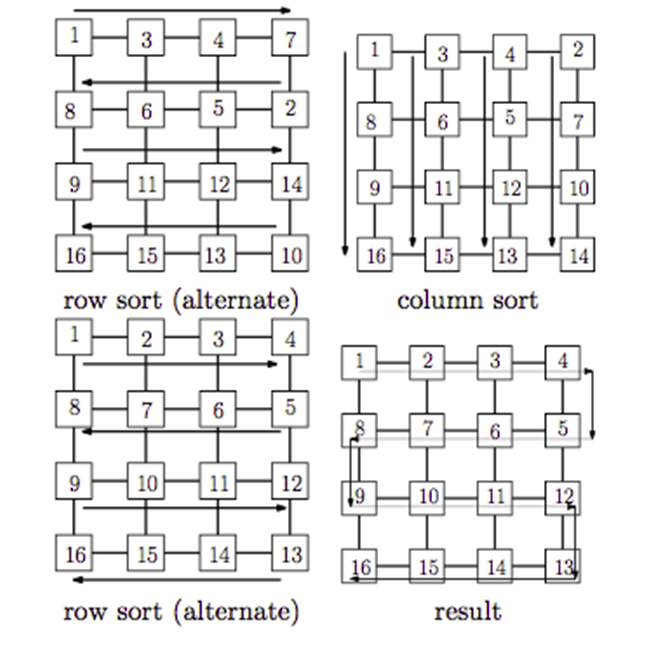 1 3 4 7
8 6 5 2
9 11 12 14
16 15 13 10
row sort (alternate)
1 3 4 2
8 6 5 7
9 11 12 10
16 15 13 14
column sort
1 2 3 4
8 7 6 5
9 10 11 12
16 15 14 13
row sort (alternate)
1 2 3 4
8 7 6 5
9 10 11 12
16 15 14 13
result